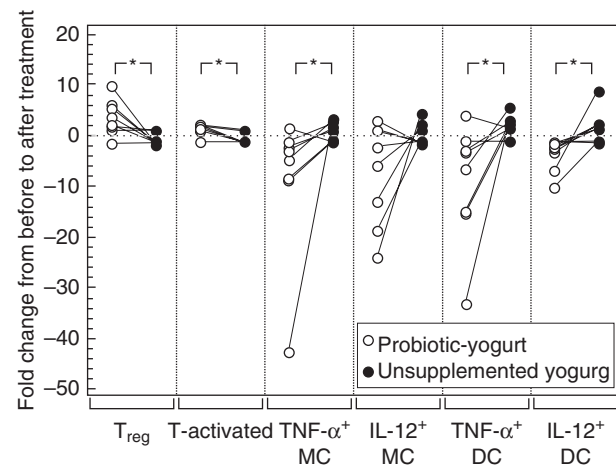 Fold change from before to after treatment
20
10
0
−10
−20
−30
−40
−50
*
*
*
*
*
Probiotic-yogurt
Unsupplemented yogurg
T_reg
T-activated
TNF-α⁺
MC
IL-12⁺
MC
TNF-α⁺
DC
IL-12⁺
DC